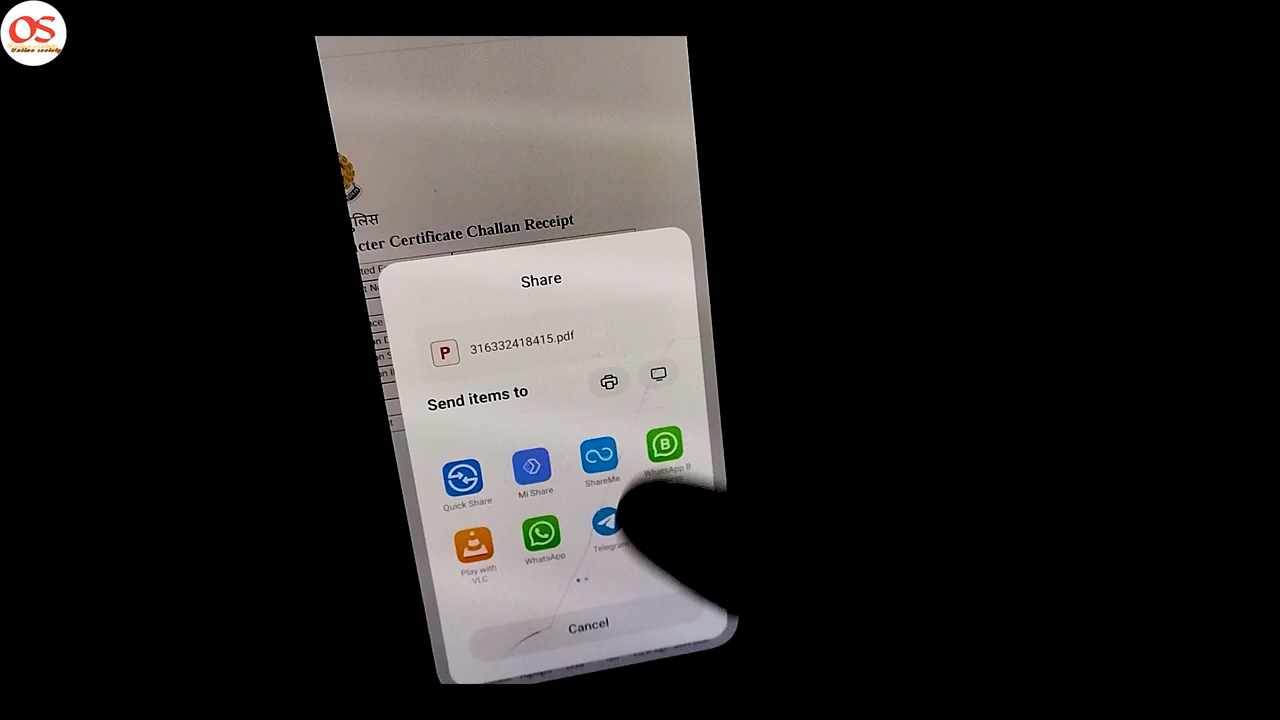 OS
Certificate Challan Receipt
Share
P
316332418415.pdf
Send items to
Quick Share
Mi Share
ShareMe
WhatsApp B
Play with
VLC
WhatsApp
Telegram
Cancel